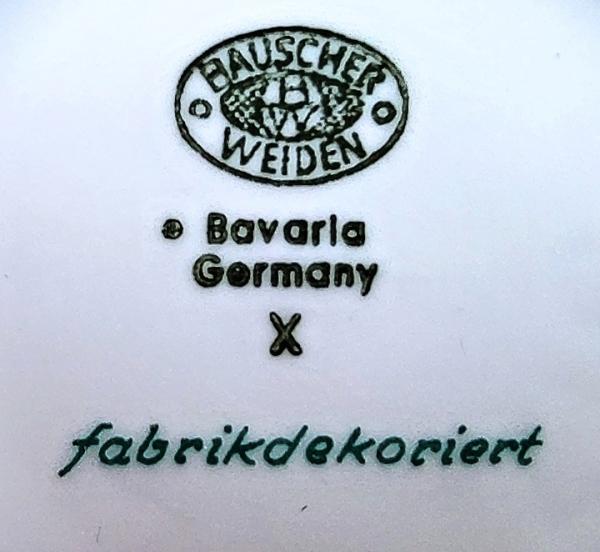 BAUSCHER
B
W
WEIDEN
Bavaria
Germany
X
fabrikdekoriert